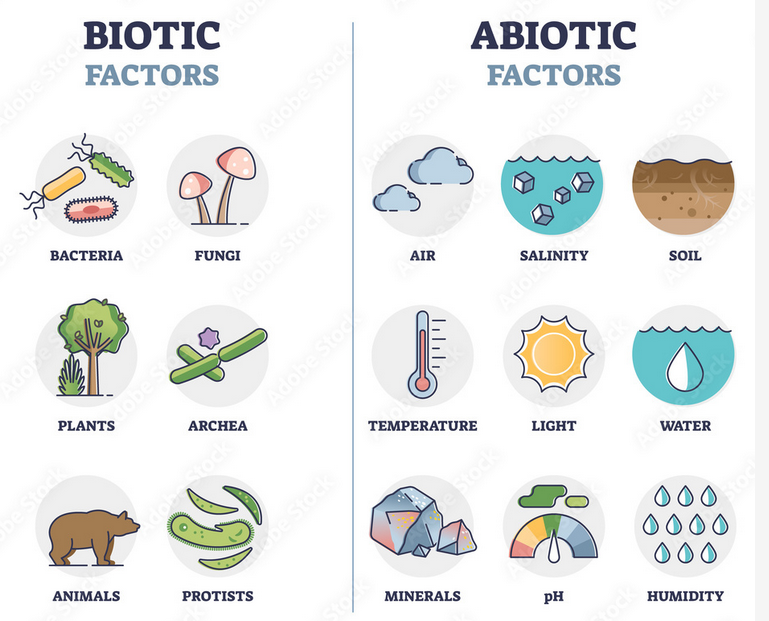 BIOTIC
FACTORS
ABIOTIC
FACTORS
BACTERIA
FUNGI
AIR
SALINITY
SOIL
PLANTS
ARCHEA
TEMPERATURE
LIGHT
WATER
ANIMALS
PROTISTS
MINERALS
pH
HUMIDITY
Adobe Stock